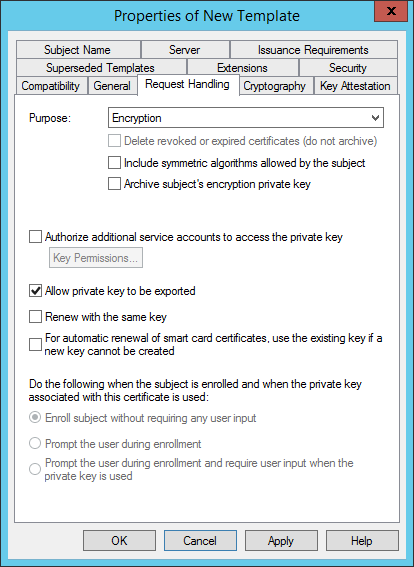 Properties of New Template
x
Subject Name
Server
Issuance Requirements
Superseded Templates
Extensions
Security
Compatibility
General
Request Handling
Cryptography
Key Attestation
Purpose:
Encryption
Delete revoked or expired certificates (do not archive)
Include symmetric algorithms allowed by the subject
Archive subject's encryption private key
Authorize additional service accounts to access the private key
Key Permissions...
Allow private key to be exported
Renew with the same key
For automatic renewal of smart card certificates, use the existing key if a
new key cannot be created
Do the following when the subject is enrolled and when the private key
associated with this certificate is used:
Enroll subject without requiring any user input
Prompt the user during enrollment
Prompt the user during enrollment and require user input when the
private key is used
OK
Cancel
Apply
Help